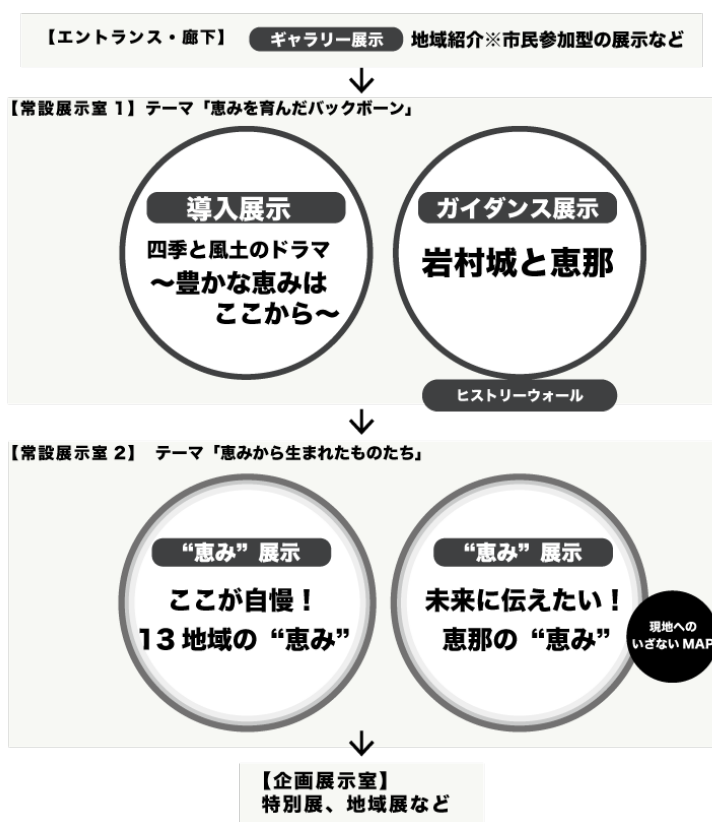 【エントランス・廊下】 ギャラリー展示 地域紹介※市民参加型の展示など
【常設展示室 1】テーマ「恵みを育んだバックボーン」
導入展示
四季と風土のドラマ
〜豊かな恵みは
ここから〜
ガイダンス展示
岩村城と恵那
ヒストリーウォール
【常設展示室 2】 テーマ「恵みから生まれたものたち」
“恵み” 展示
ここが自慢！
13 地域の “恵み”
“恵み” 展示
未来に伝えたい！
恵那の “恵み”
現地への
いざない MAP
【企画展示室】
特別展、地域展など